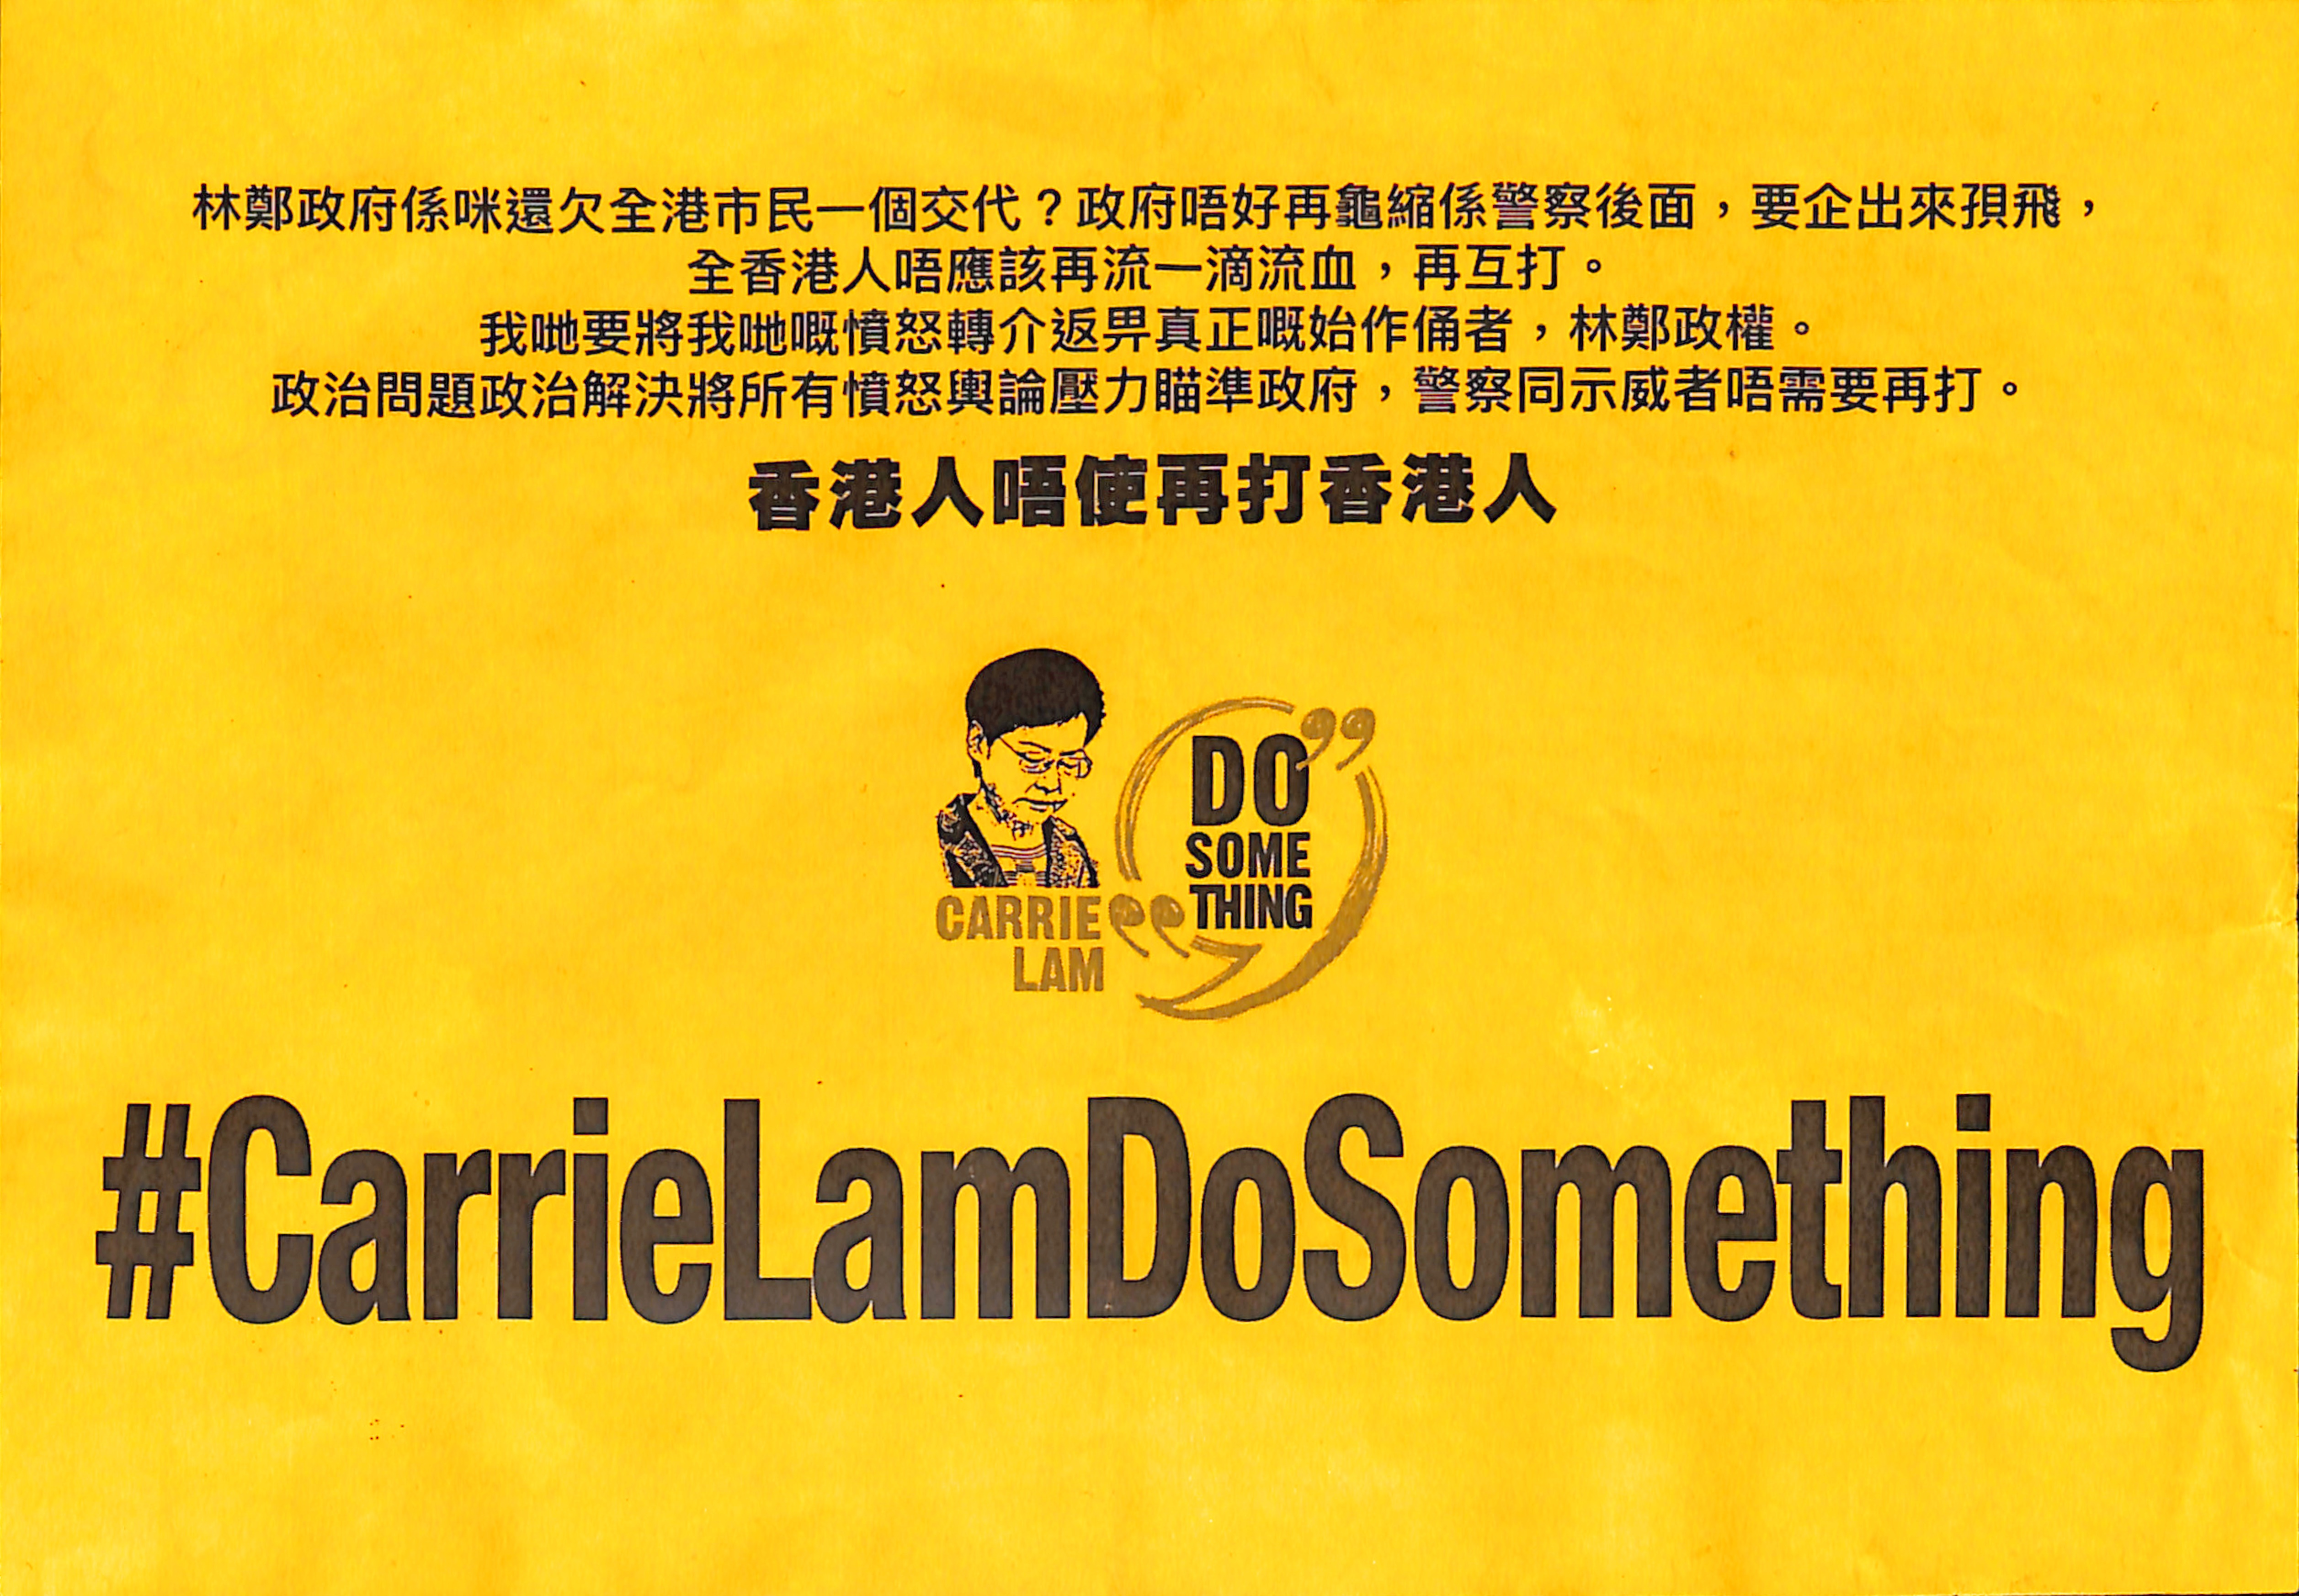 林鄭政府係咪還欠全港市民一個交代？政府唔好再龜縮係警察後面，要企出來孭飛，
全香港人唔應該再流一滴流血，再互打。
我哋要將我哋嘅憤怒轉介返畀真正嘅始作俑者，林鄭政權。
政治問題政治解決將所有憤怒輿論壓力瞄準政府，警察同示威者唔需要再打。
香港人唔使再打香港人
DO
SOME
THING
CARRIE
LAM
#CarrieLamDoSomething